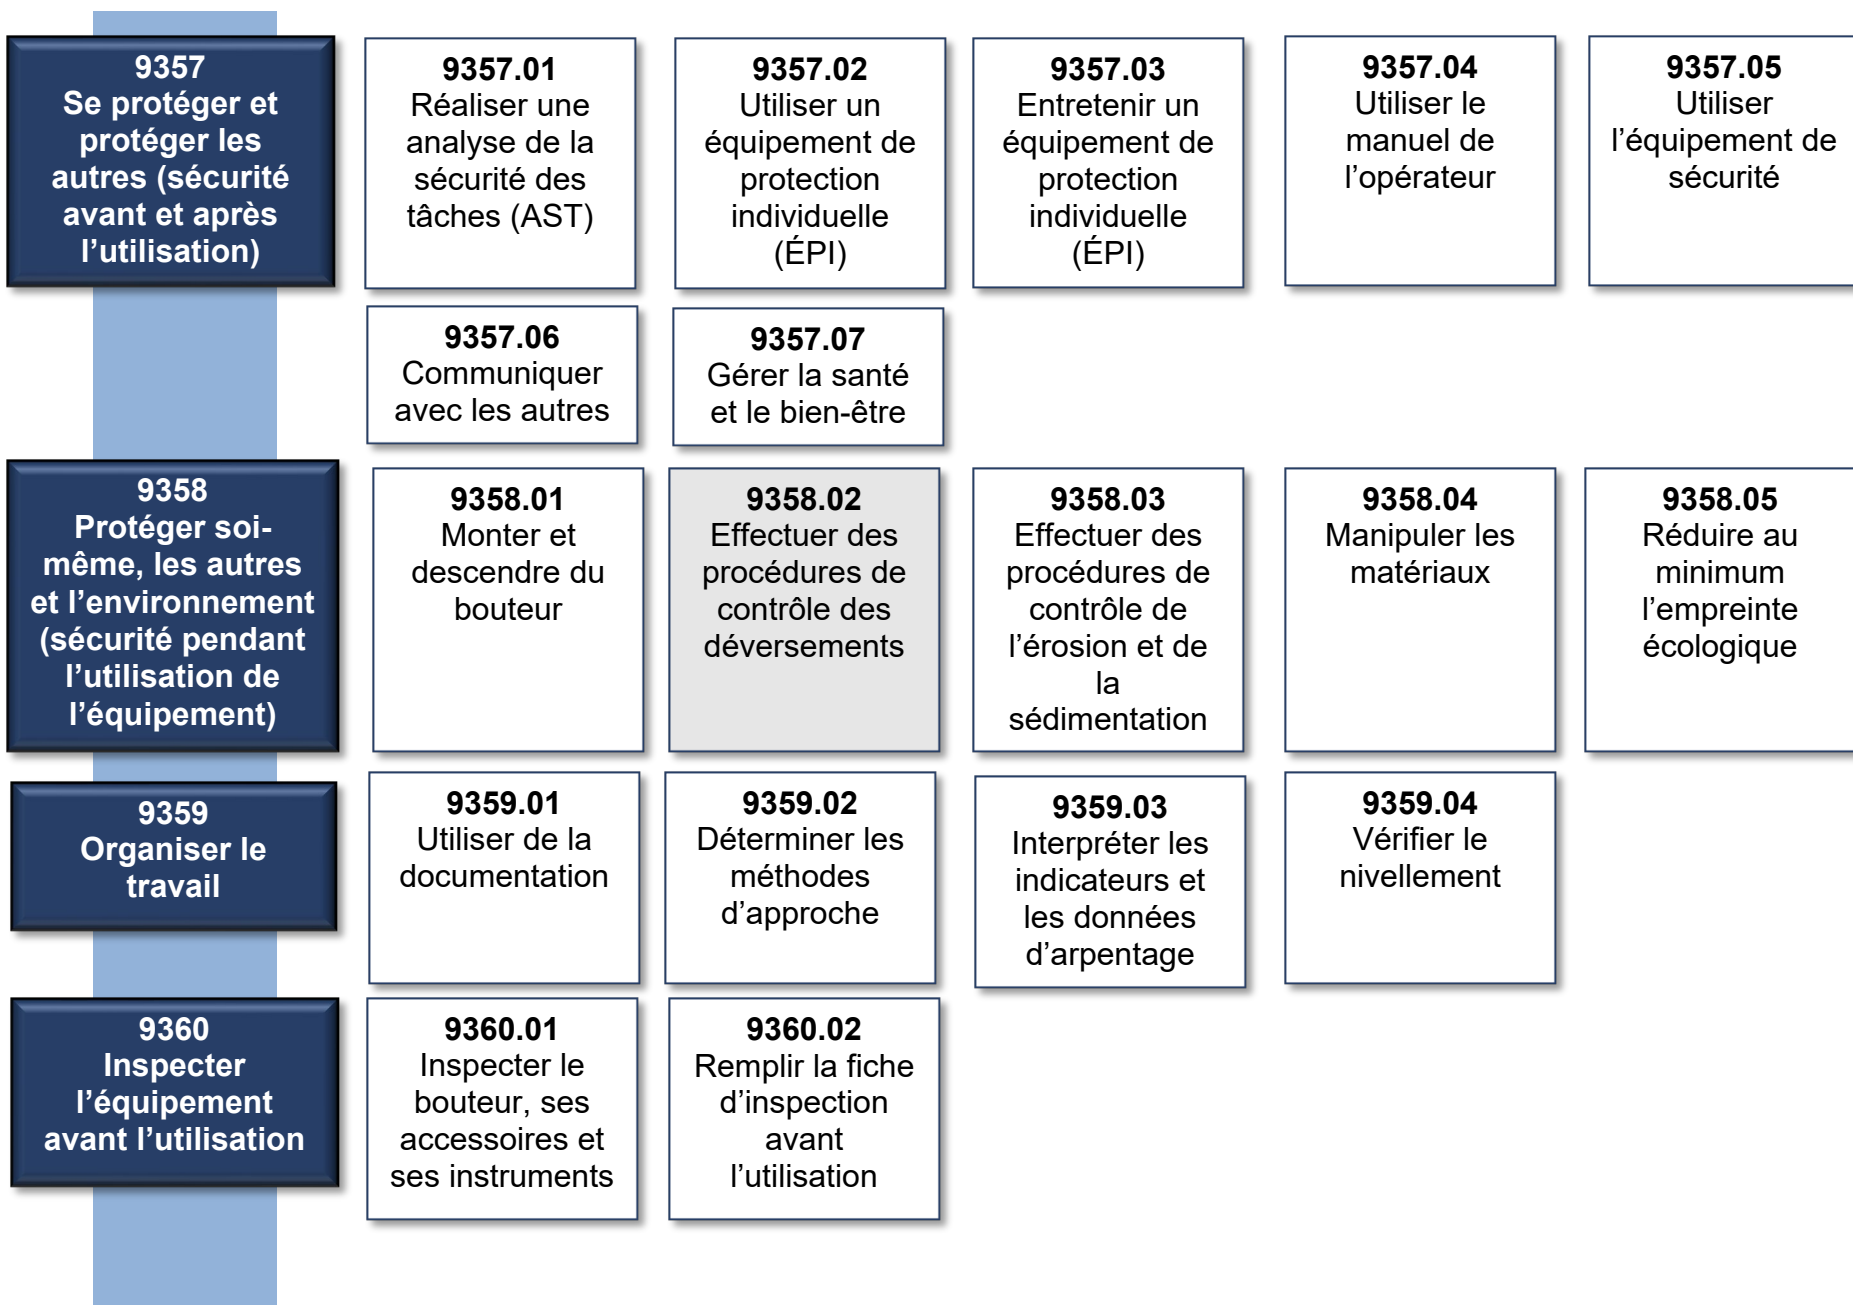 9357
Se protéger et
protéger les
autres (sécurité
avant et après
l’utilisation)
9357.01
Réaliser une
analyse de la
sécurité des
tâches (AST)
9357.02
Utiliser un
équipement de
protection
individuelle
(ÉPI)
9357.03
Entretenir un
équipement de
protection
individuelle
(ÉPI)
9357.04
Utiliser le
manuel de
l’opérateur
9357.05
Utiliser
l’équipement de
sécurité
9357.06
Communiquer
avec les autres
9357.07
Gérer la santé
et le bien-être
9358
Protéger soi-
même, les autres
et l’environnement
(sécurité pendant
l’utilisation de
l’équipement)
9358.01
Monter et
descendre du
bouteur
9358.02
Effectuer des
procédures de
contrôle des
déversements
9358.03
Effectuer des
procédures de
contrôle de
l’érosion et de
la
sédimentation
9358.04
Manipuler les
matériaux
9358.05
Réduire au
minimum
l’empreinte
écologique
9359
Organiser le
travail
9359.01
Utiliser de la
documentation
9359.02
Déterminer les
méthodes
d’approche
9359.03
Interpréter les
indicateurs et
les données
d’arpentage
9359.04
Vérifier le
nivellement
9360
Inspecter
l’équipement
avant l’utilisation
9360.01
Inspecter le
bouteur, ses
accessoires et
ses instruments
9360.02
Remplir la fiche
d’inspection
avant
l’utilisation